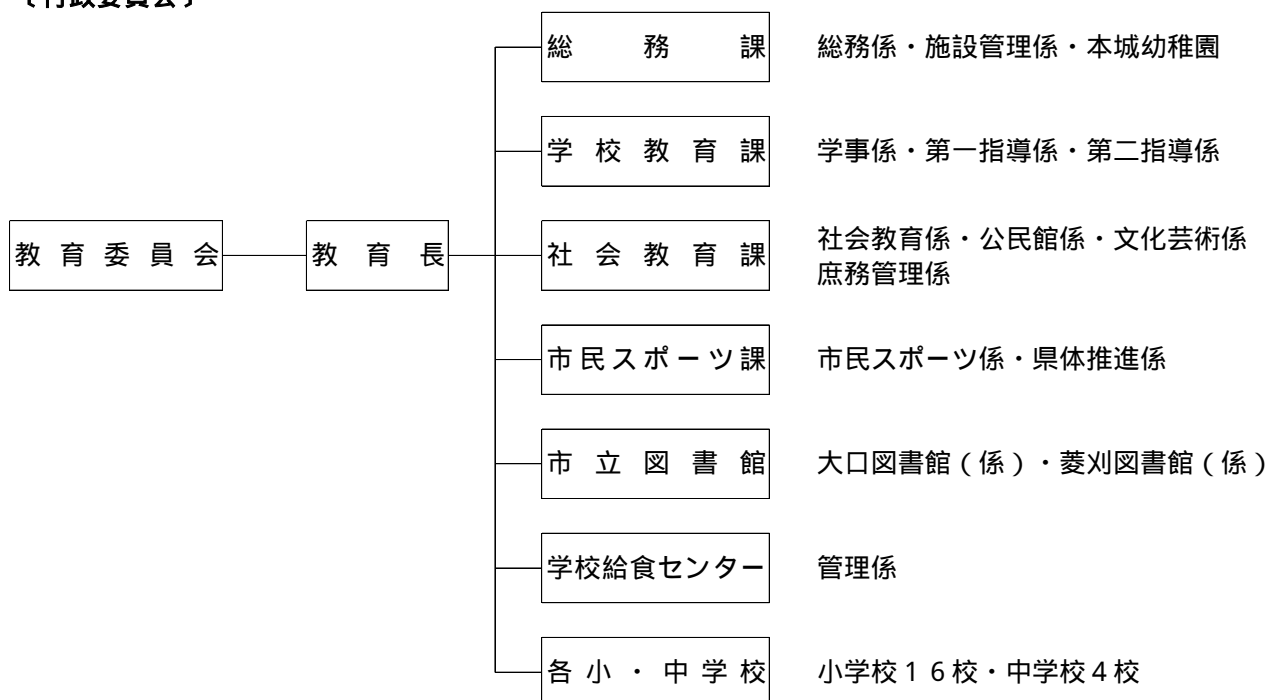 総務課 総務係・施設管理係・本城幼稚園
学校教育課 学事係・第一指導係・第二指導係
教育委員会 教育長 社会教育課 社会教育係・公民館係・文化芸術係
庶務管理係
市民スポーツ課 市民スポーツ係・県体推進係
市立図書館 大口図書館（係）・菱刈図書館（係）
学校給食センター 管理係
各小・中学校 小学校１６校・中学校４校